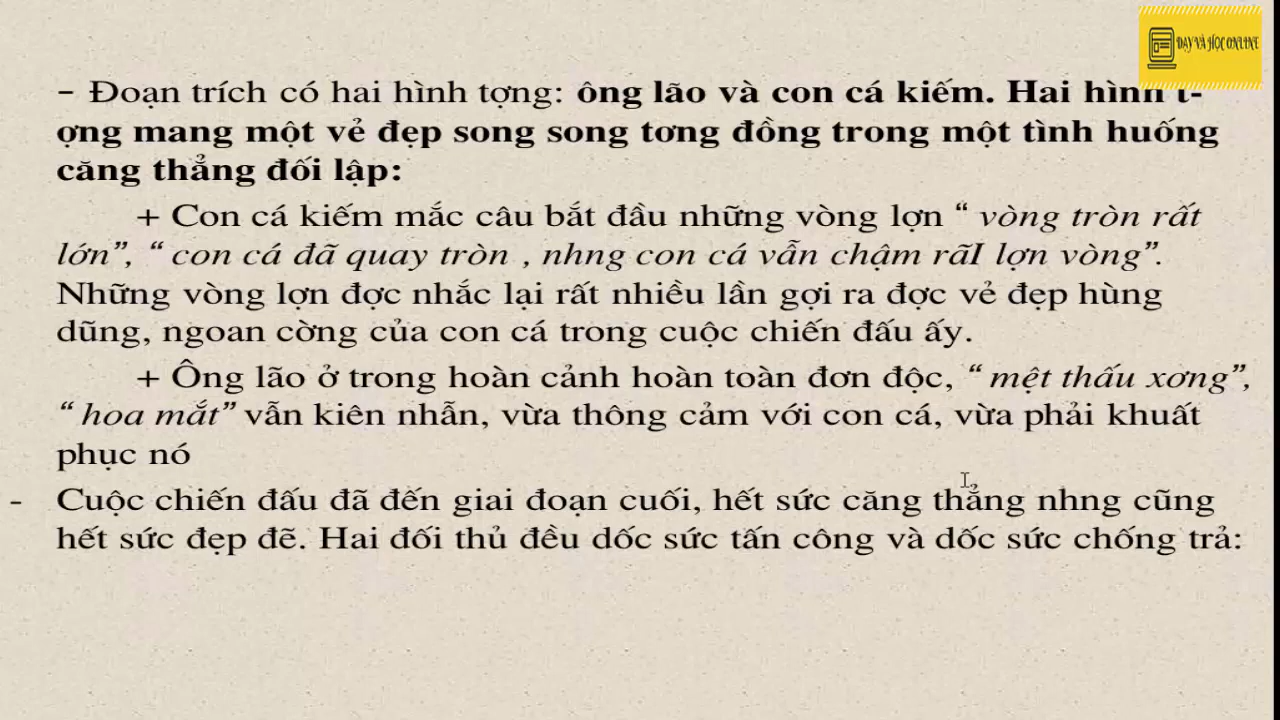 DẠY VÀ HỌC ONLINE
- Đoạn trích có hai hình tợng: ông lão và con cá kiếm. Hai hình t-
ợng mang một vẻ đẹp song song tơng đồng trong một tình huống
căng thẳng đối lập:
+ Con cá kiếm mắc câu bắt đầu những vòng lợn “ vòng tròn rất
lớn”, “ con cá đã quay tròn , nhng con cá vẫn chậm rãI lợn vòng”.
Những vòng lợn đợc nhắc lại rất nhiều lần gợi ra đợc vẻ đẹp hùng
dũng, ngoan cờng của con cá trong cuộc chiến đấu ấy.
+ Ông lão ở trong hoàn cảnh hoàn toàn đơn độc, “ mệt thấu xơng”,
“ hoa mắt” vẫn kiên nhẫn, vừa thông cảm với con cá, vừa phải khuất
phục nó
- Cuộc chiến đấu đã đến giai đoạn cuối, hết sức căng thẳng nhng cũng
hết sức đẹp đẽ. Hai đối thủ đều dốc sức tấn công và dốc sức chống trả: